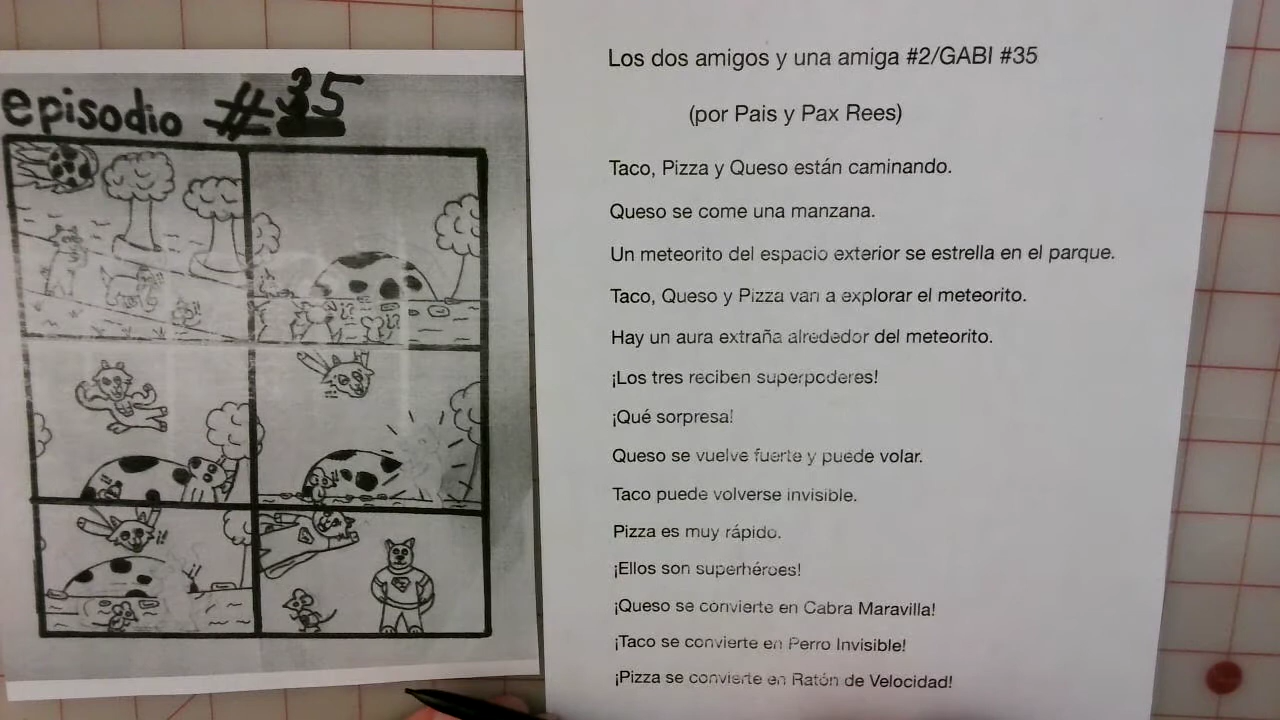 episodio #35
Los dos amigos y una amiga #2/GABI #35
(por Pais y Pax Rees)
Taco, Pizza y Queso están caminando.
Queso se come una manzana.
Un meteorito del espacio exterior se estrella en el parque.
Taco, Queso y Pizza van a explorar el meteorito.
Hay un aura extraña alrededor del meteorito.
¡Los tres reciben superpoderes!
¡Qué sorpresa!
Queso se vuelve fuerte y puede volar.
Taco puede volverse invisible.
Pizza es muy rápido.
¡Ellos son superhéroes!
¡Queso se convierte en Cabra Maravilla!
¡Taco se convierte en Perro Invisible!
¡Pizza se convierte en Ratón de Velocidad!